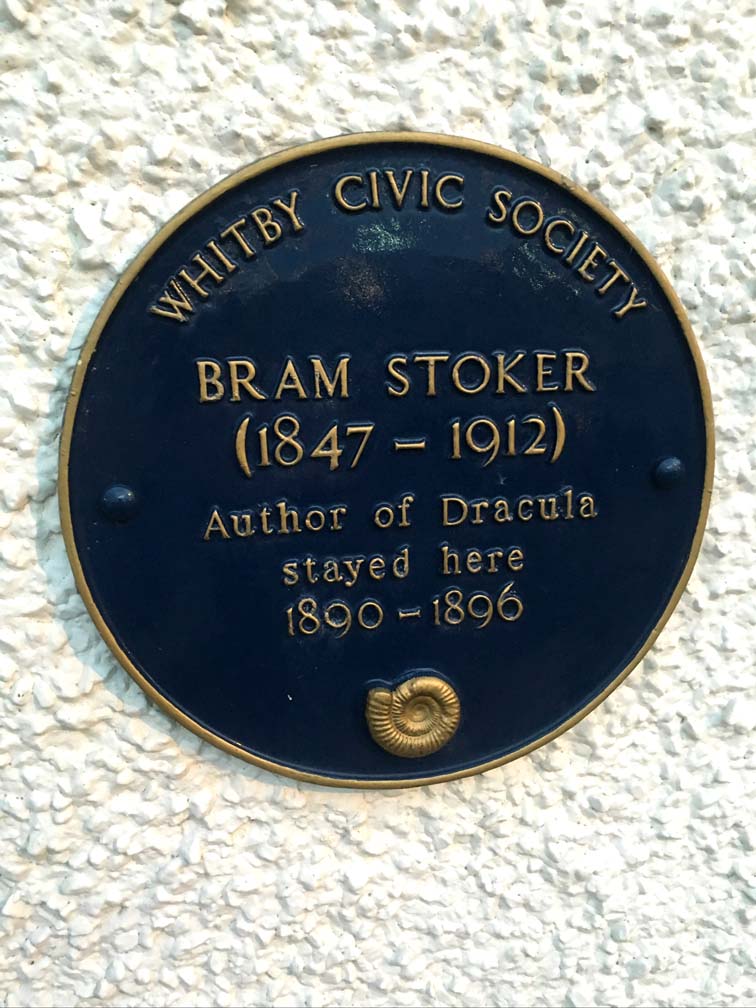 WHITBY CIVIC SOCIETY
BRAM STOKER
(1847 – 1912)
Author of Dracula
stayed here
1890 – 1896